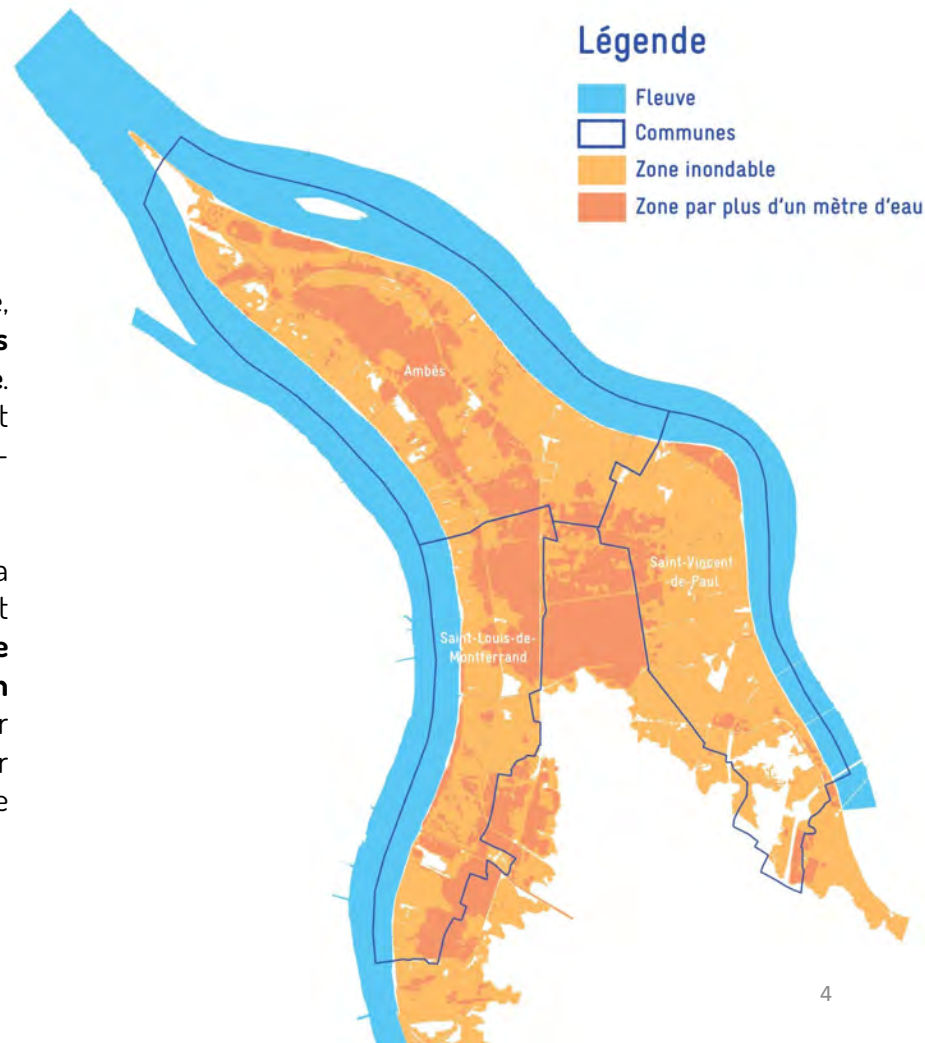 Légende
Fleuve
Communes
Zone inondable
Zone par plus d'un mètre d'eau
e,
s
e.
t
–
a
t
e
n
r
r
e
Ambès
Saint-Vincent
-de-Paul
Saint-Louis-de-
Montferrand
4